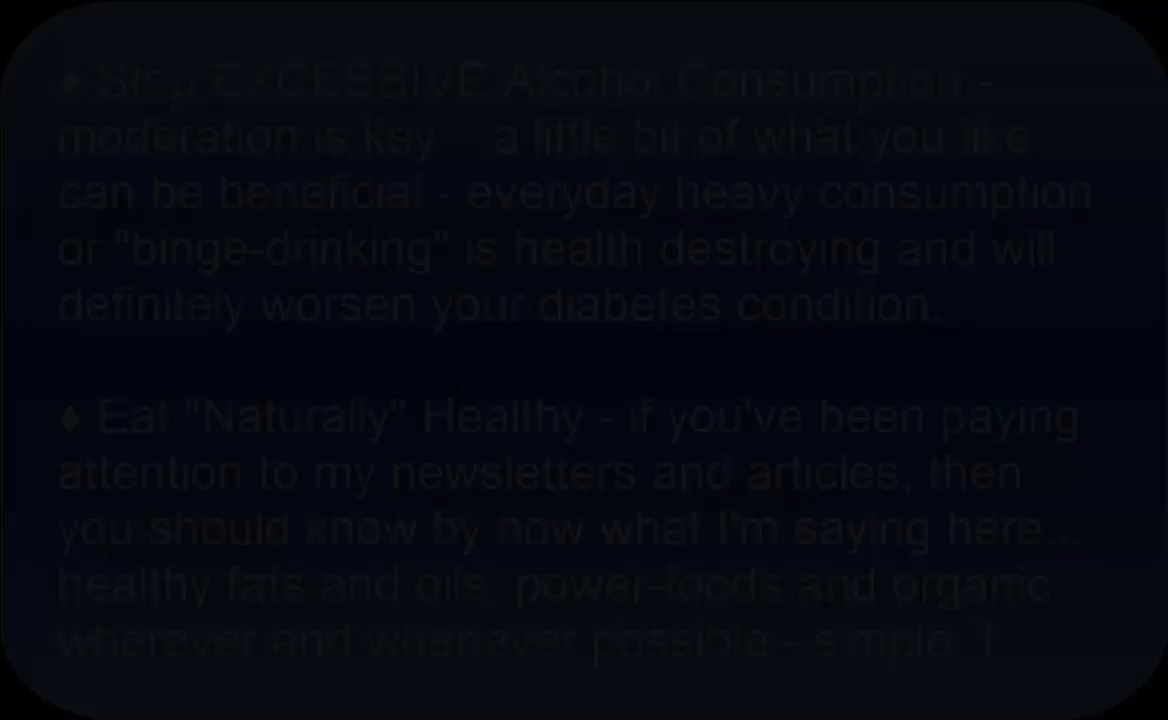 ♦ Stop EXCESSIVE Alcohol Consumption -
moderation is key... a little bit of what you like
can be beneficial - everyday heavy consumption
or "binge-drinking" is health destroying and will
definitely worsen your diabetes condition.
♦ Eat "Naturally" Healthy - if you've been paying
attention to my newsletters and articles, then
you should know by now what I'm saying here...
healthy fats and oils, power-foods and organic
wherever and whenever possible - simple.